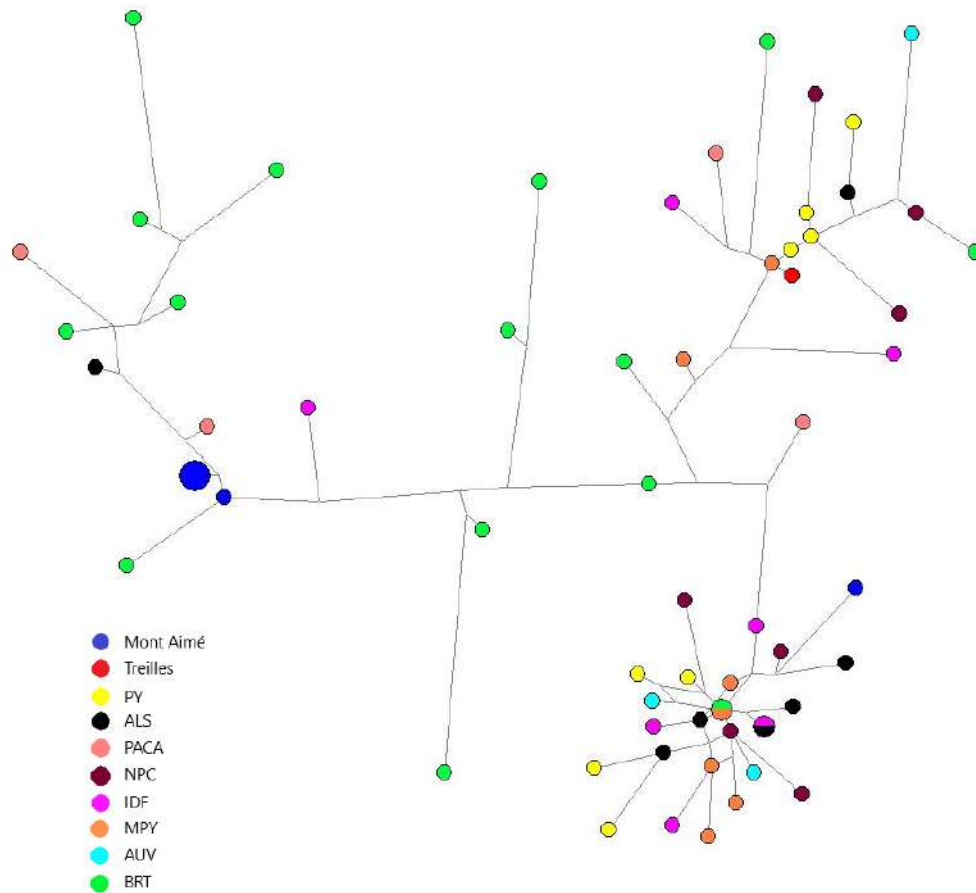 Mont Aimé
Treilles
PY
ALS
PACA
NPC
IDF
MPY
AUV
BRT